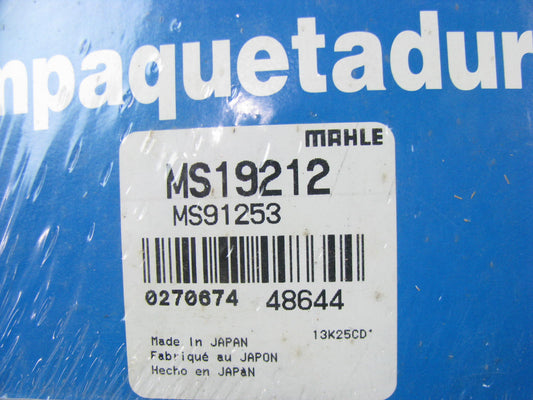 mpaquetadur
MAHLE
MS19212
MS91253
0270674 48644
Made In JAPAN 13K25CD*
Fabriqué au JAPON
Hecho en JAPAN